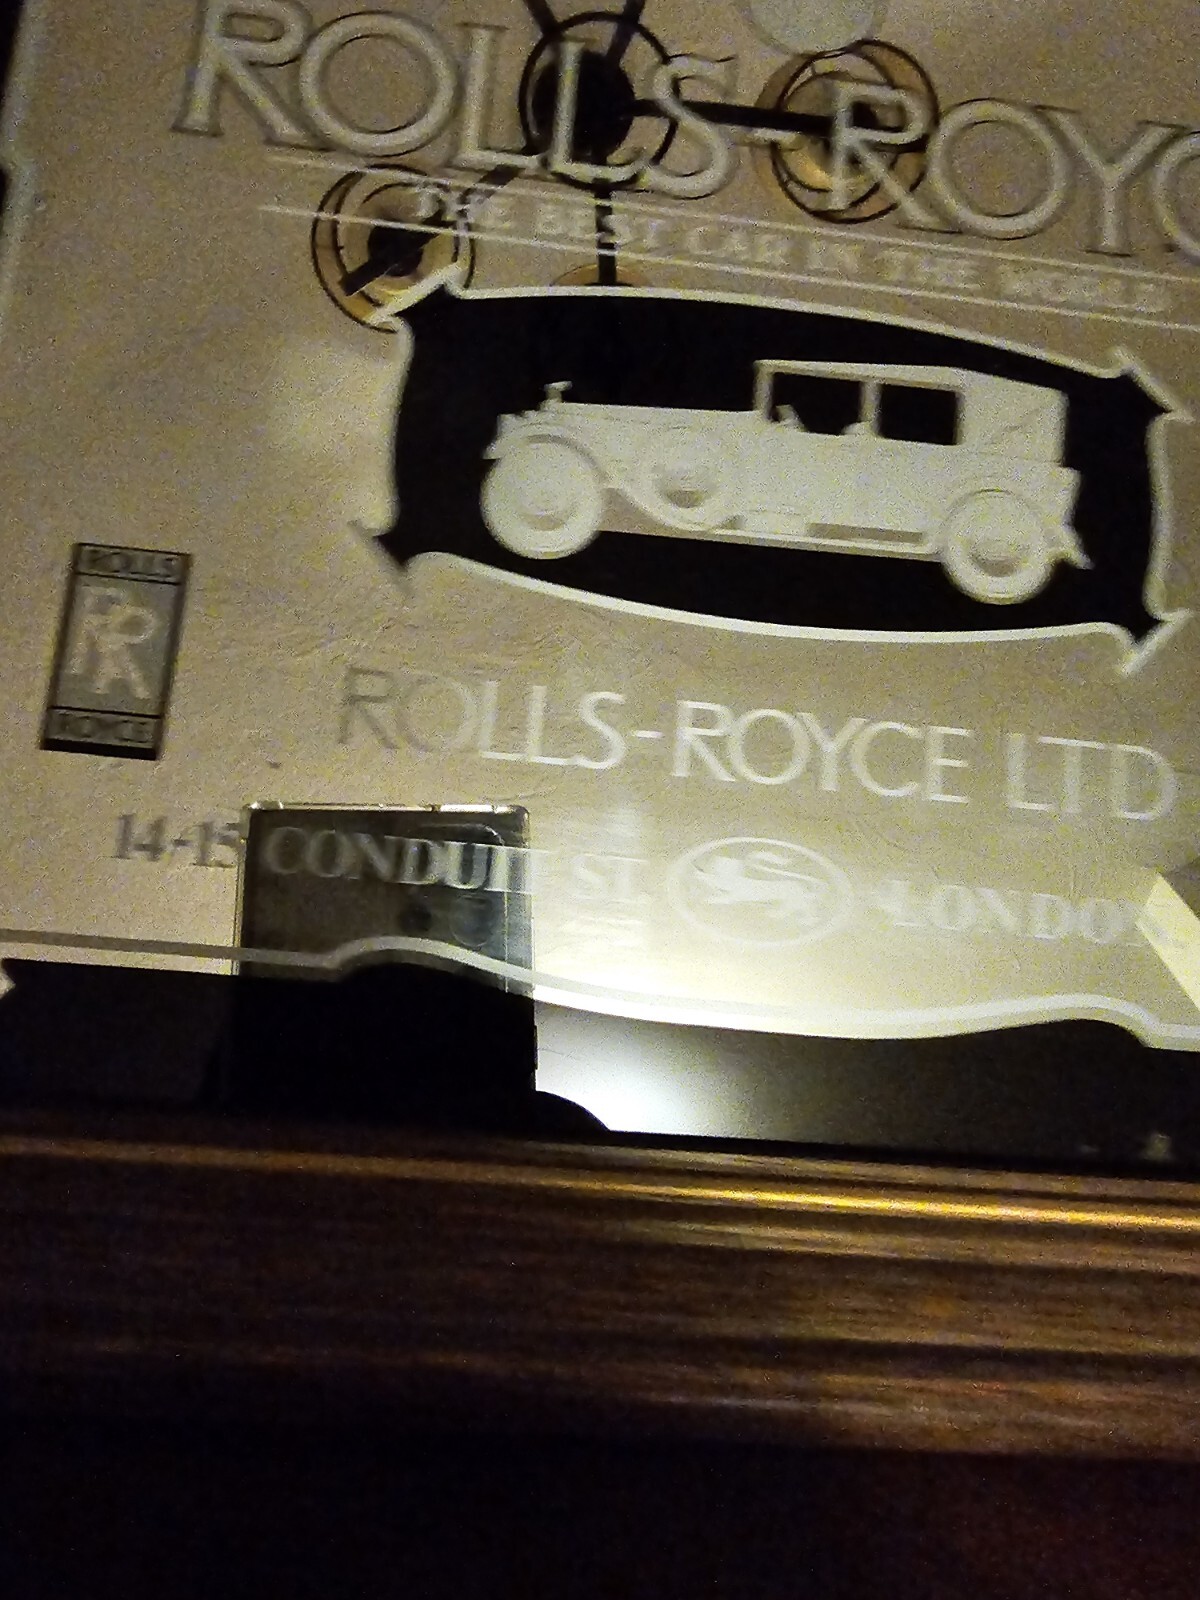 ROLLS-ROYC
THE BEST CAR IN THE WORLD
ROLLS
RR
ROYCE
ROLLS-ROYCE LTD
14-15 CONDUIT ST. LONDON